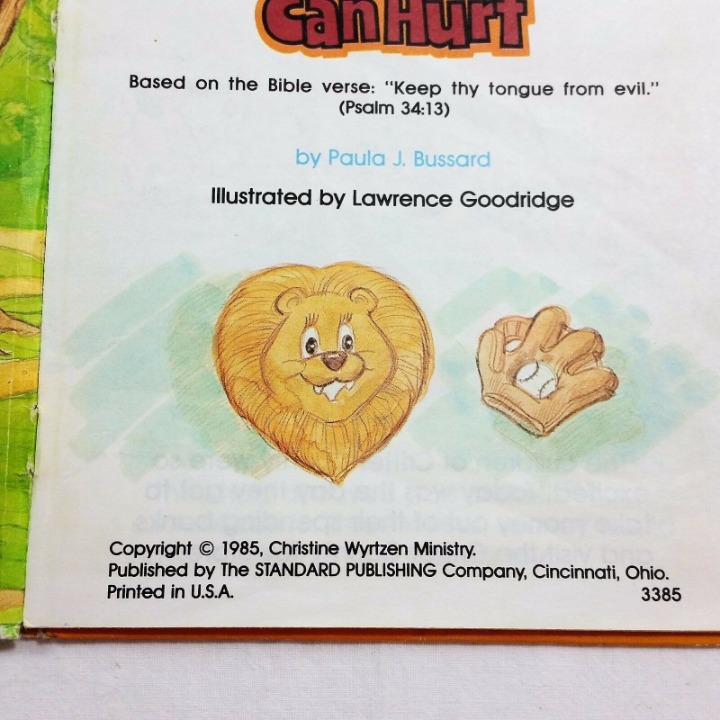 Can Hurt
Based on the Bible verse: "Keep thy tongue from evil."
(Psalm 34:13)
by Paula J. Bussard
Illustrated by Lawrence Goodridge
Copyright © 1985, Christine Wyrtzen Ministry.
Published by The STANDARD PUBLISHING Company, Cincinnati, Ohio.
Printed in U.S.A.
3385